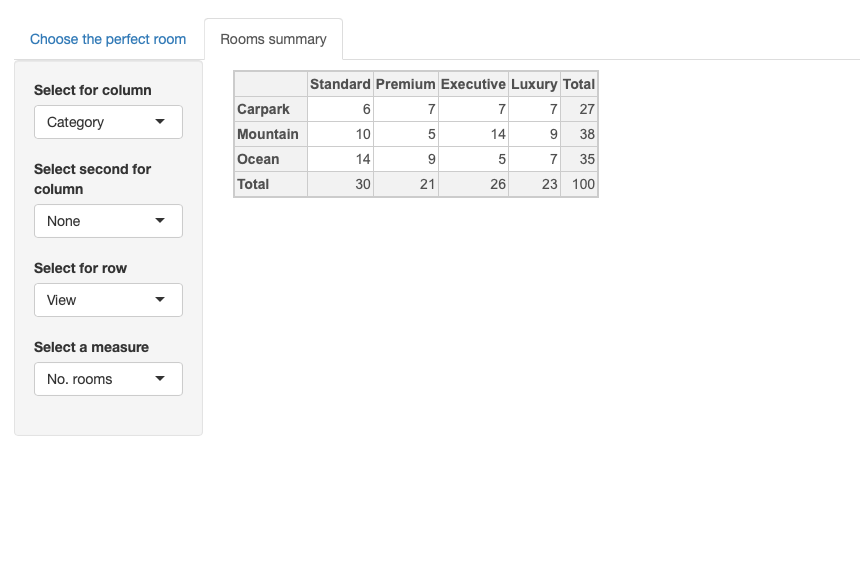 Choose the perfect room Rooms summary
Select for column
Category
Select second for
column
None
Select for row
View
Select a measure
No. rooms
Standard Premium Executive Luxury Total
Carpark 6 7 7 7 27
Mountain 10 5 14 9 38
Ocean 14 9 5 7 35
Total 30 21 26 23 100